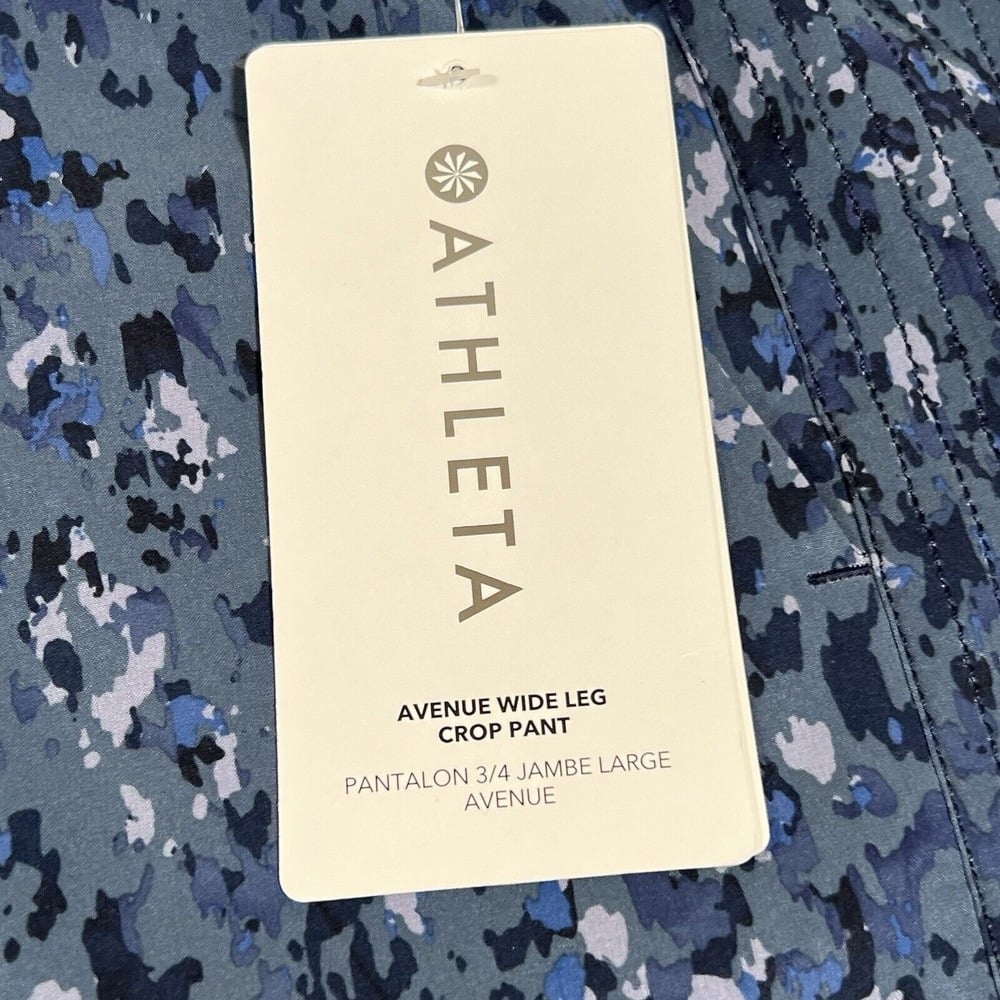 ATHLETA
AVENUE WIDE LEG
CROP PANT
PANTALON 3/4 JAMBE LARGE
AVENUE